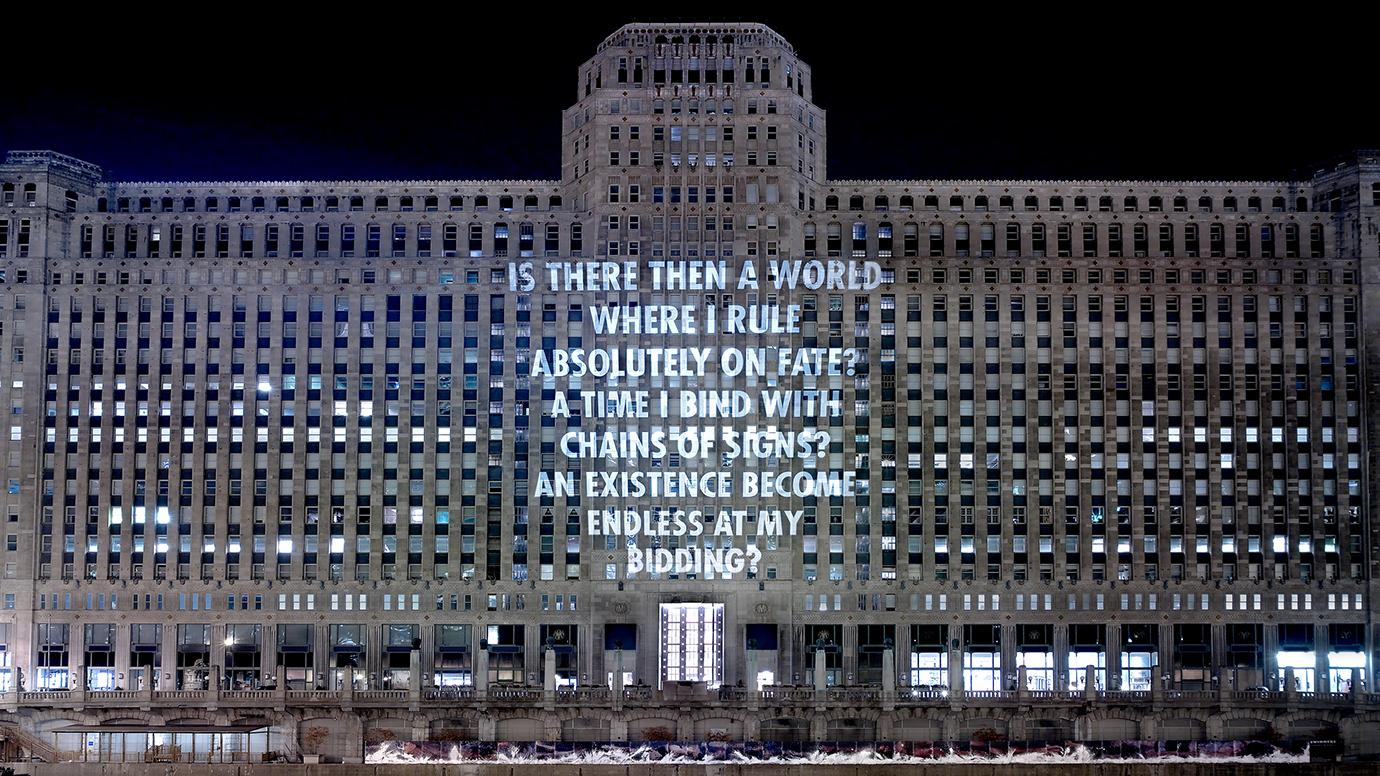 IS THERE THEN A WORLD
WHERE I RULE
ABSOLUTELY ON FATE?
A TIME I BIND WITH
CHAINS OF SIGNS?
AN EXISTENCE BECOME
ENDLESS AT MY
BIDDING?